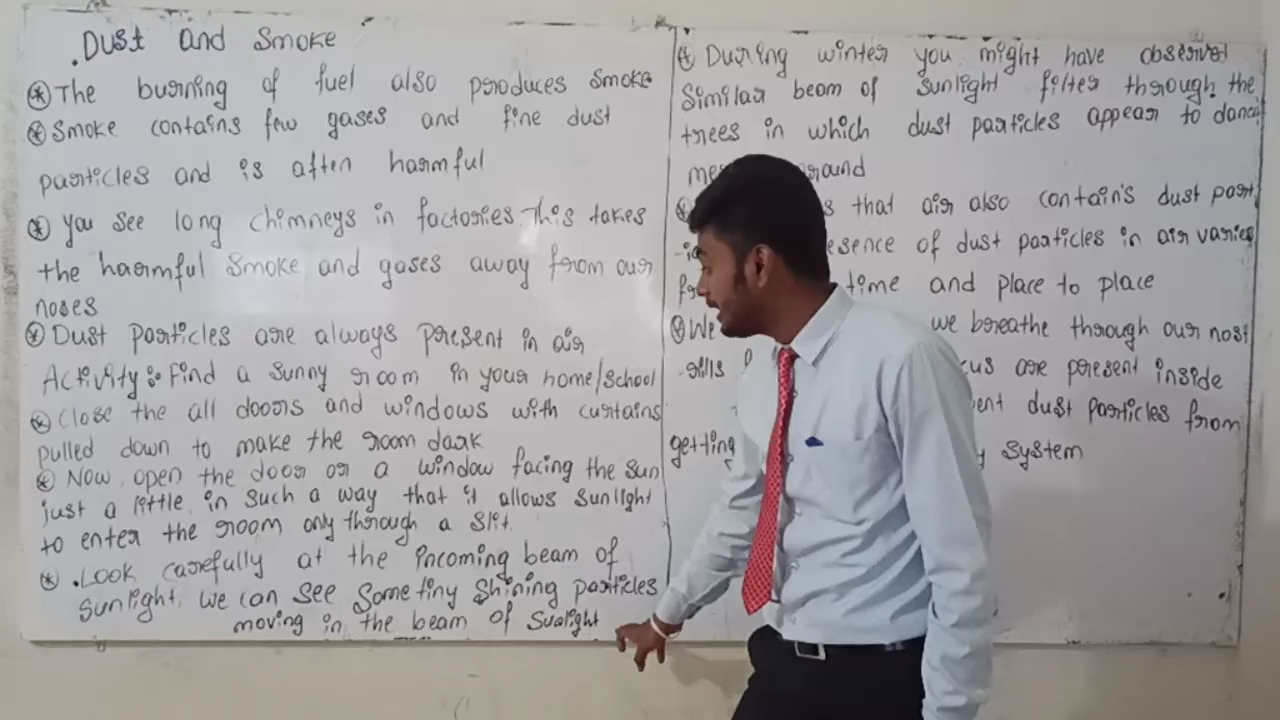 .Dust and Smoke
The burning of fuel also produces smoke
Smoke contains few gases and fine dust
particles and is often harmful
You see long chimneys in factories. This takes
the harmful smoke and gases away from our
noses
Dust particles are always present in air
Activity: Find a sunny room in your home/school
Close the all doors and windows with curtains
pulled down to make the room dark
Now open the door or a window facing the sun
just a little, in such a way that it allows sunlight
to enter the room only through a slit.
.Look carefully at the incoming beam of
sunlight, we can see some tiny shining particles
moving in the beam of sunlight
During winter you might have observed
similar beam of sunlight filter through the
trees in which dust particles appear to dance
around
that air also contain's dust part
of dust particles in air varies
time and place to place
We we breathe through our nost
are present inside
dust particles from
getting system